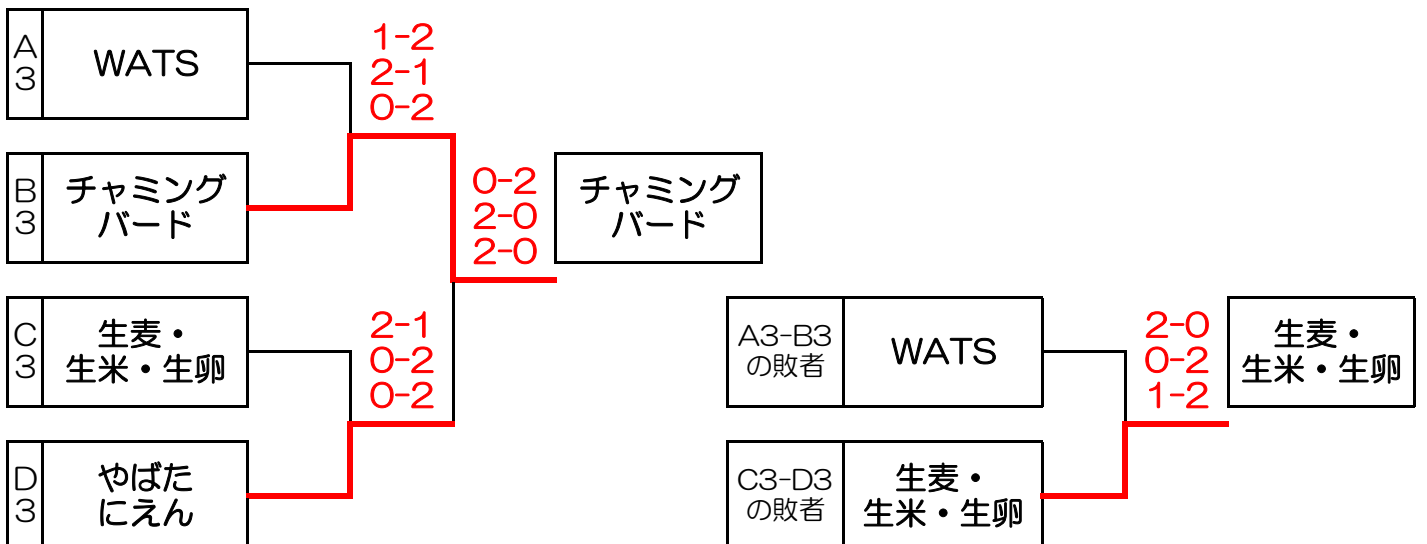 A
3
WATS
1-2
2-1
0-2
B
3
チャミング
バード
0-2
2-0
2-0
チャミング
バード
C
3
生麦・
生米・生卵
2-1
0-2
0-2
D
3
やばた
にえん
A3-B3
の敗者
WATS
2-0
0-2
1-2
生麦・
生米・生卵
C3-D3
の敗者
生麦・
生米・生卵